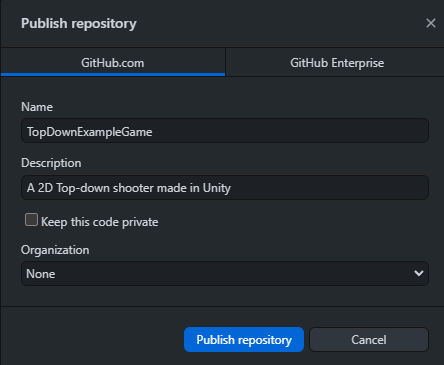 Publish repository
GitHub.com
GitHub Enterprise
Name
TopDownExampleGame
Description
A 2D Top-down shooter made in Unity
Keep this code private
Organization
None
Publish repository
Cancel